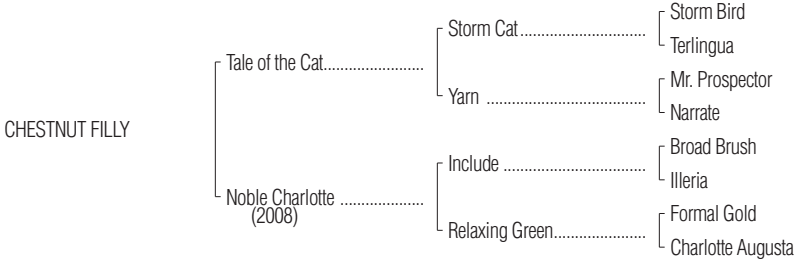 Storm Bird
Storm Cat..............................
Terlingua
Tale of the Cat........................
Mr. Prospector
Yarn ......................................
Narrate
CHESTNUT FILLY
Broad Brush
Include ..................................
Illeria
Noble Charlotte ....................
(2008)
Formal Gold
Relaxing Green......................
Charlotte Augusta